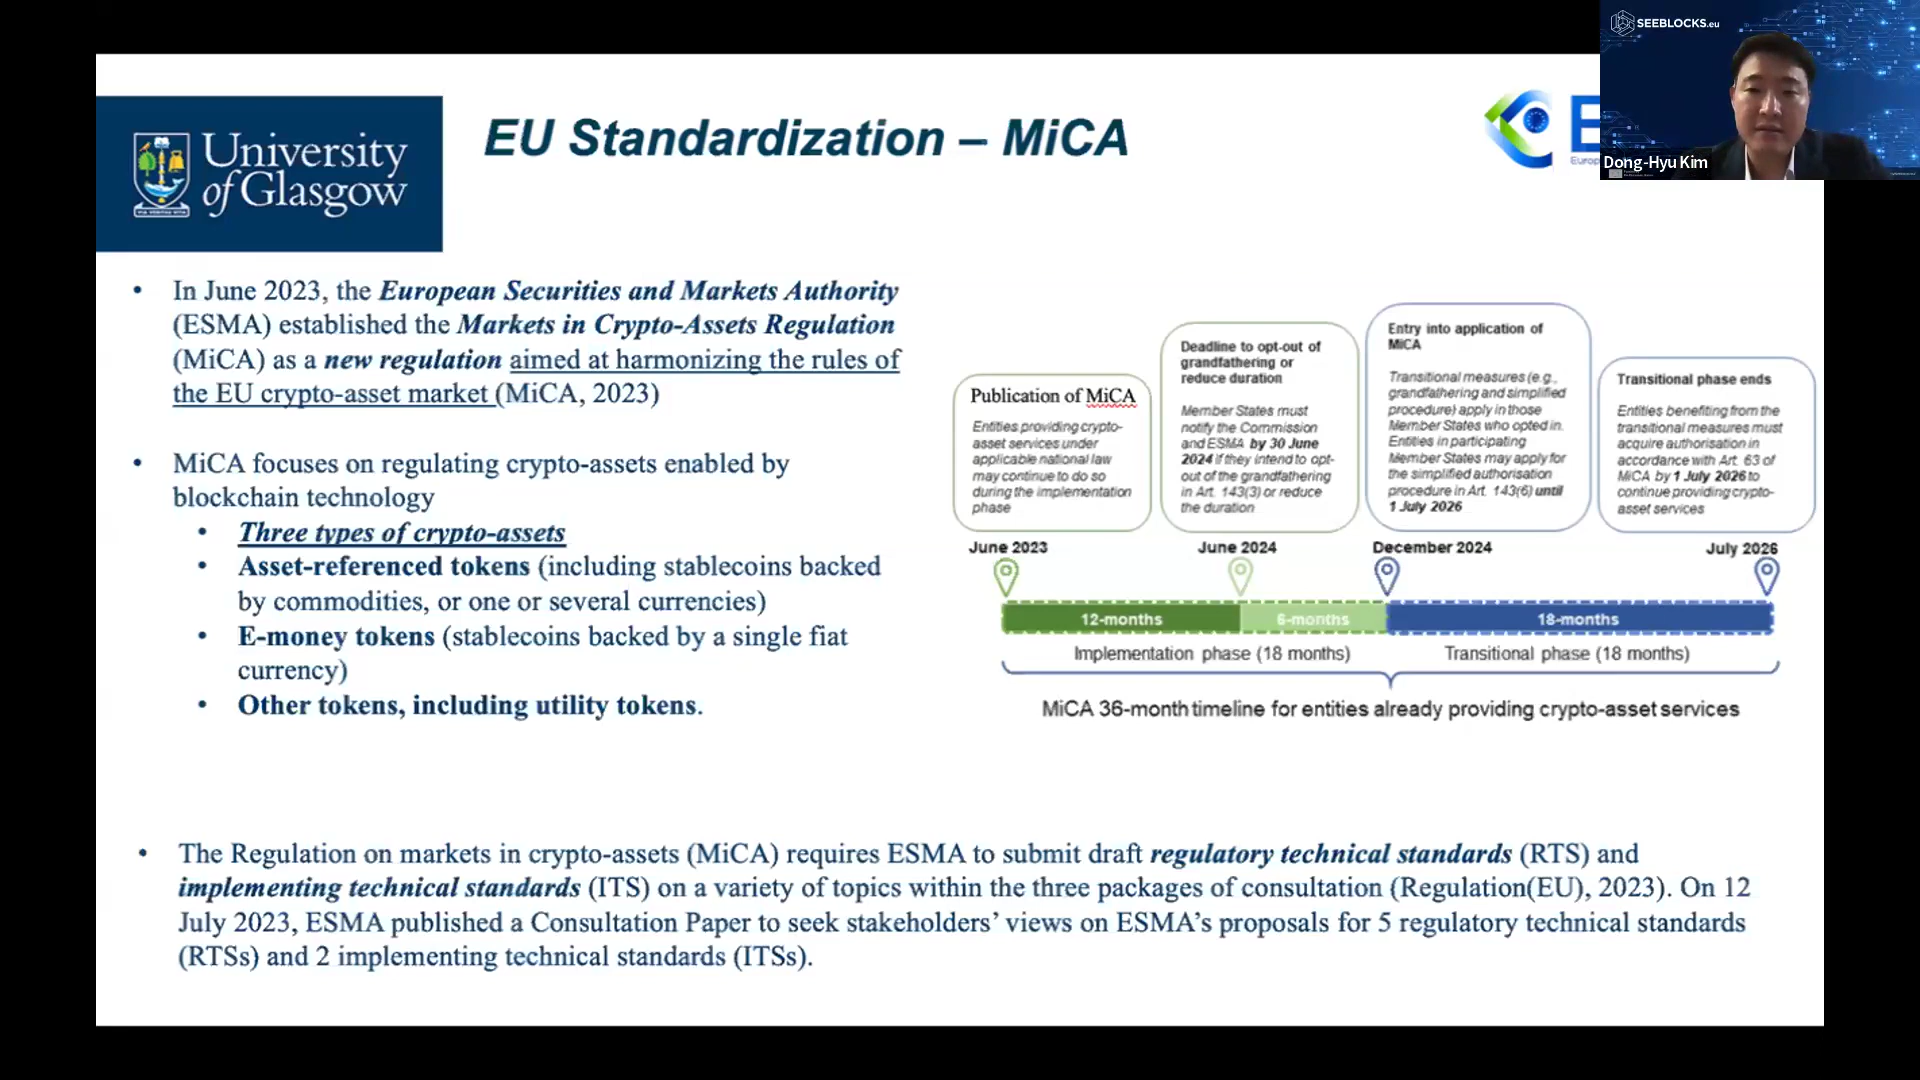 SEEBLOCKS.eu
Dong-Hyu Kim
University
of Glasgow
EU Standardization – MiCA
E
Europ
• In June 2023, the European Securities and Markets Authority
(ESMA) established the Markets in Crypto-Assets Regulation
(MiCA) as a new regulation aimed at harmonizing the rules of
the EU crypto-asset market (MiCA, 2023)
• MiCA focuses on regulating crypto-assets enabled by
blockchain technology
• Three types of crypto-assets
• Asset-referenced tokens (including stablecoins backed
by commodities, or one or several currencies)
• E-money tokens (stablecoins backed by a single fiat
currency)
• Other tokens, including utility tokens.
Publication of MiCA
Entities providing crypto-
asset services under
applicable national law
may continue to do so
during the implementation
phase
Deadline to opt-out of
grandfathering or
reduce duration
Member States must
notify the Commission
and ESMA by 30 June
2024 if they intend to opt-
out of the grandfathering
in Art. 143(3) or reduce
the duration
Entry into application of
MiCA
Transitional measures (e.g.,
grandfathering and simplified
procedure) apply in those
Member States who opted in.
Entities in participating
Member States may apply for
the simplified authorisation
procedure in Art. 143(6) until
1 July 2026
Transitional phase ends
Entities benefiting from the
transitional measures must
acquire authorisation in
accordance with Art. 63 of
MiCA by 1 July 2026 to
continue providing crypto-
asset services
June 2023
June 2024
December 2024
July 2026
12-months
6-months
18-months
Implementation phase (18 months)
Transitional phase (18 months)
MiCA 36-month timeline for entities already providing crypto-asset services
• The Regulation on markets in crypto-assets (MiCA) requires ESMA to submit draft regulatory technical standards (RTS) and
implementing technical standards (ITS) on a variety of topics within the three packages of consultation (Regulation(EU), 2023). On 12
July 2023, ESMA published a Consultation Paper to seek stakeholders’ views on ESMA’s proposals for 5 regulatory technical standards
(RTSs) and 2 implementing technical standards (ITSs).